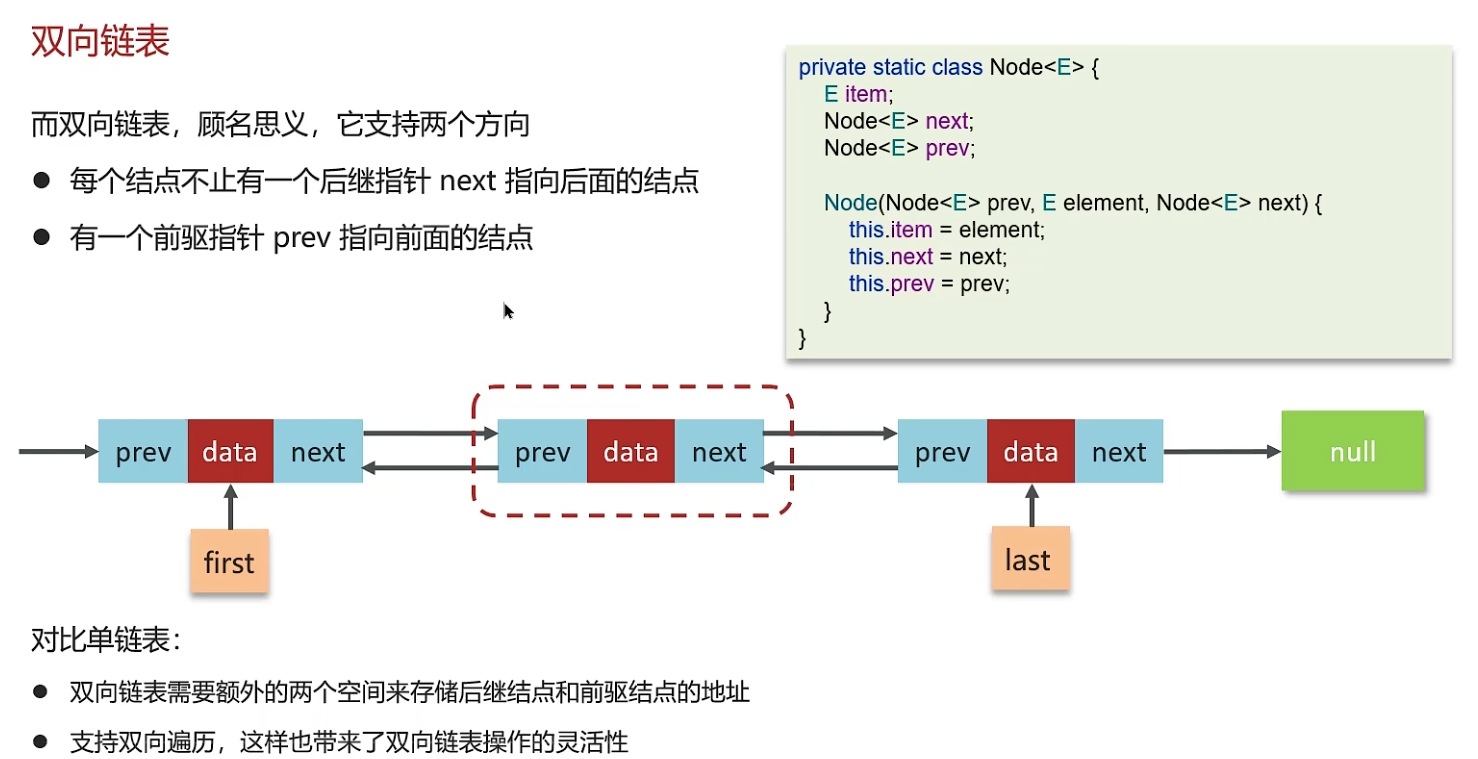 双向链表
而双向链表，顾名思义，它支持两个方向
● 每个结点不止有一个后继指针 next 指向后面的结点
● 有一个前驱指针 prev 指向前面的结点
private static class Node<E> {
    E item;
    Node<E> next;
    Node<E> prev;

    Node(Node<E> prev, E element, Node<E> next) {
        this.item = element;
        this.next = next;
        this.prev = prev;
    }
}
prev data next prev data next prev data next null
first last
对比单链表：
● 双向链表需要额外的两个空间来存储后继结点和前驱结点的地址
● 支持双向遍历，这样也带来了双向链表操作的灵活性